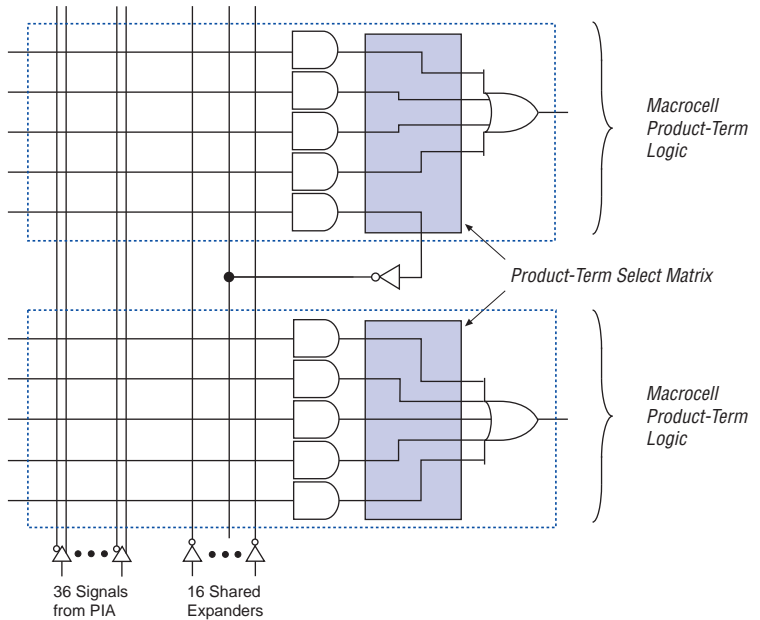 Macrocell
Product-Term
Logic
Product-Term Select Matrix
Macrocell
Product-Term
Logic
36 Signals
from PIA
16 Shared
Expanders